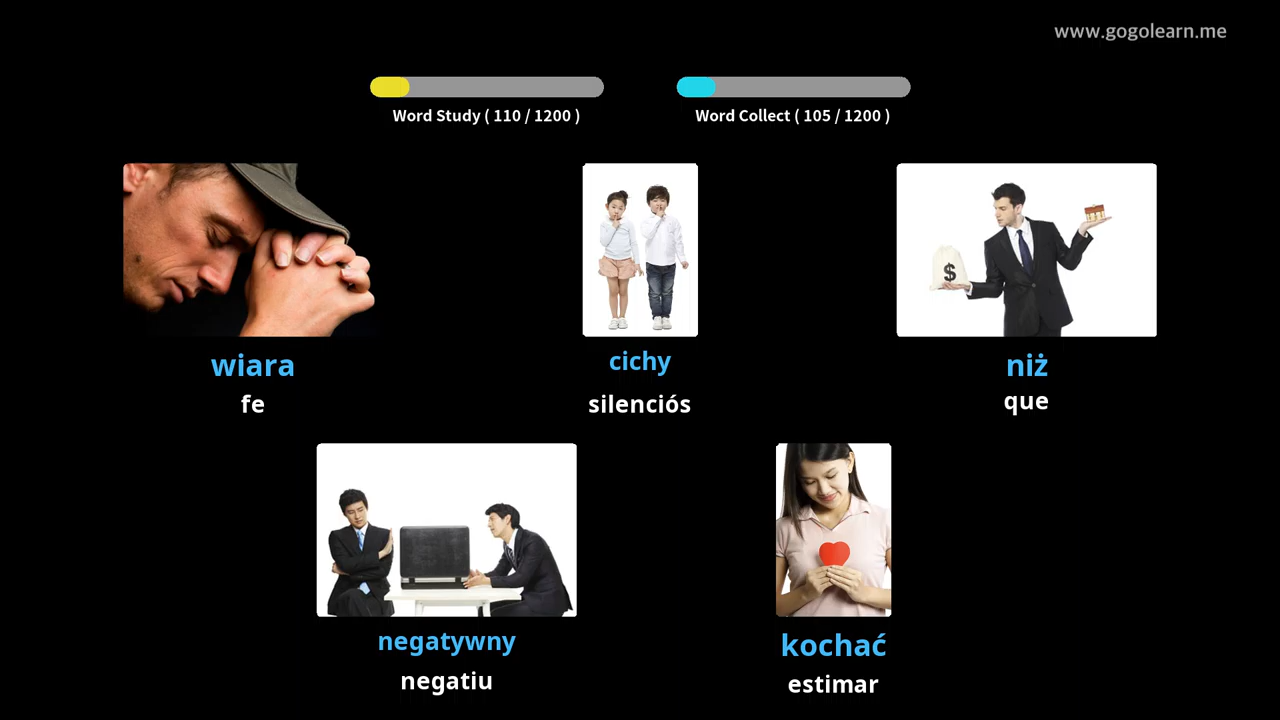 www.gogolearn.me
Word Study ( 110 / 1200 )
Word Collect ( 105 / 1200 )
wiara
fe
cichy
silenciós
niż
que
$
negatywny
negatiu
kochać
estimar